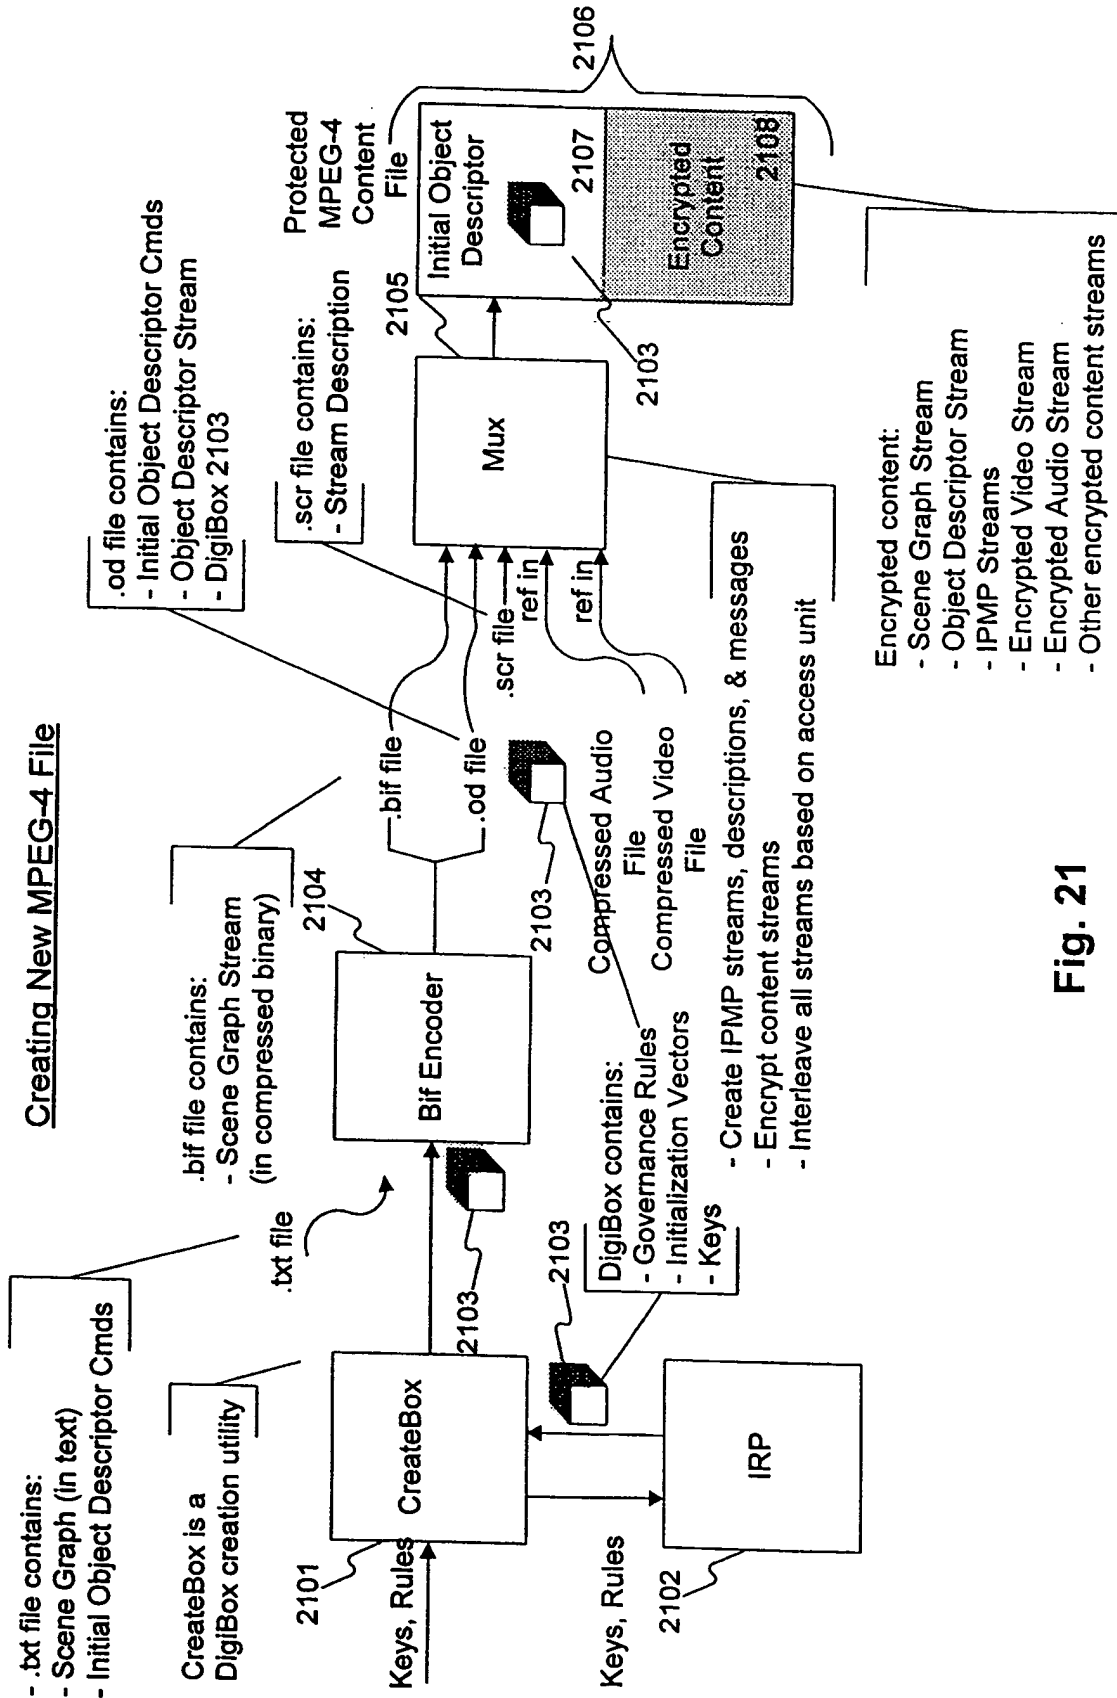 Creating New MPEG-4 File
- .txt file contains:
- Scene Graph (in text)
- Initial Object Descriptor Cmds
CreateBox is a
DigiBox creation utility
2101
Keys, Rules
CreateBox
Keys, Rules
2102
IRP
2103
DigiBox contains:
- Governance Rules
- Initialization Vectors
- Keys
.txt file
2103
.bif file contains:
- Scene Graph Stream
(in compressed binary)
2104
Bif Encoder
.bif file
.od file
2103
.od file contains:
- Initial Object Descriptor Cmds
- Object Descriptor Stream
- DigiBox 2103
.scr file contains:
- Stream Description
.scr file
ref in
ref in
Compressed Audio
File
Compressed Video
File
2105
Mux
- Create IPMP streams, descriptions, & messages
- Encrypt content streams
- Interleave all streams based on access unit
Protected
MPEG-4
Content
File
2106
Initial Object
Descriptor
2107
2103
Encrypted
Content
2108
Encrypted content:
- Scene Graph Stream
- Object Descriptor Stream
- IPMP Streams
- Encrypted Video Stream
- Encrypted Audio Stream
- Other encrypted content streams
Fig. 21